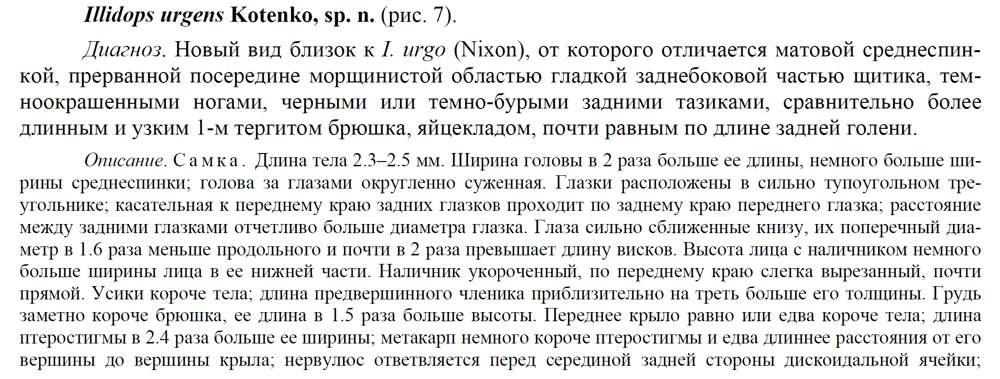 Illidops urgens Kotenko, sp. n. (рис. 7).
Диагноз. Новый вид близок к I. urgo (Nixon), от которого отличается матовой среднеспин-
кой, прерванной посередине морщинистой областью гладкой заднебоковой частью щитика, тем-
ноокрашенными ногами, черными или темно-бурыми задними тазиками, сравнительно более
длинным и узким 1-м тергитом брюшка, яйцекладом, почти равным по длине задней голени.
Описание. Самка. Длина тела 2.3–2.5 мм. Ширина головы в 2 раза больше ее длины, немного больше ши-
рины среднеспинки; голова за глазами округленно суженная. Глазки расположены в сильно тупоугольном тре-
угольнике; касательная к переднему краю задних глазков проходит по заднему краю переднего глазка; расстояние
между задними глазками отчетливо больше диаметра глазка. Глаза сильно сближенные книзу, их поперечный диа-
метр в 1.6 раза меньше продольного и почти в 2 раза превышает длину висков. Высота лица с наличником немного
больше ширины лица в ее нижней части. Наличник укороченный, по переднему краю слегка вырезанный, почти
прямой. Усики короче тела; длина предвершинного членика приблизительно на треть больше его толщины. Грудь
заметно короче брюшка, ее длина в 1.5 раза больше высоты. Переднее крыло равно или едва короче тела; длина
птеростигмы в 2.4 раза больше ее ширины; метакарп немного короче птеростигмы и едва длиннее расстояния от его
вершины до вершины крыла; нервулюс ответвляется перед серединой задней стороны дискоидальной ячейки;